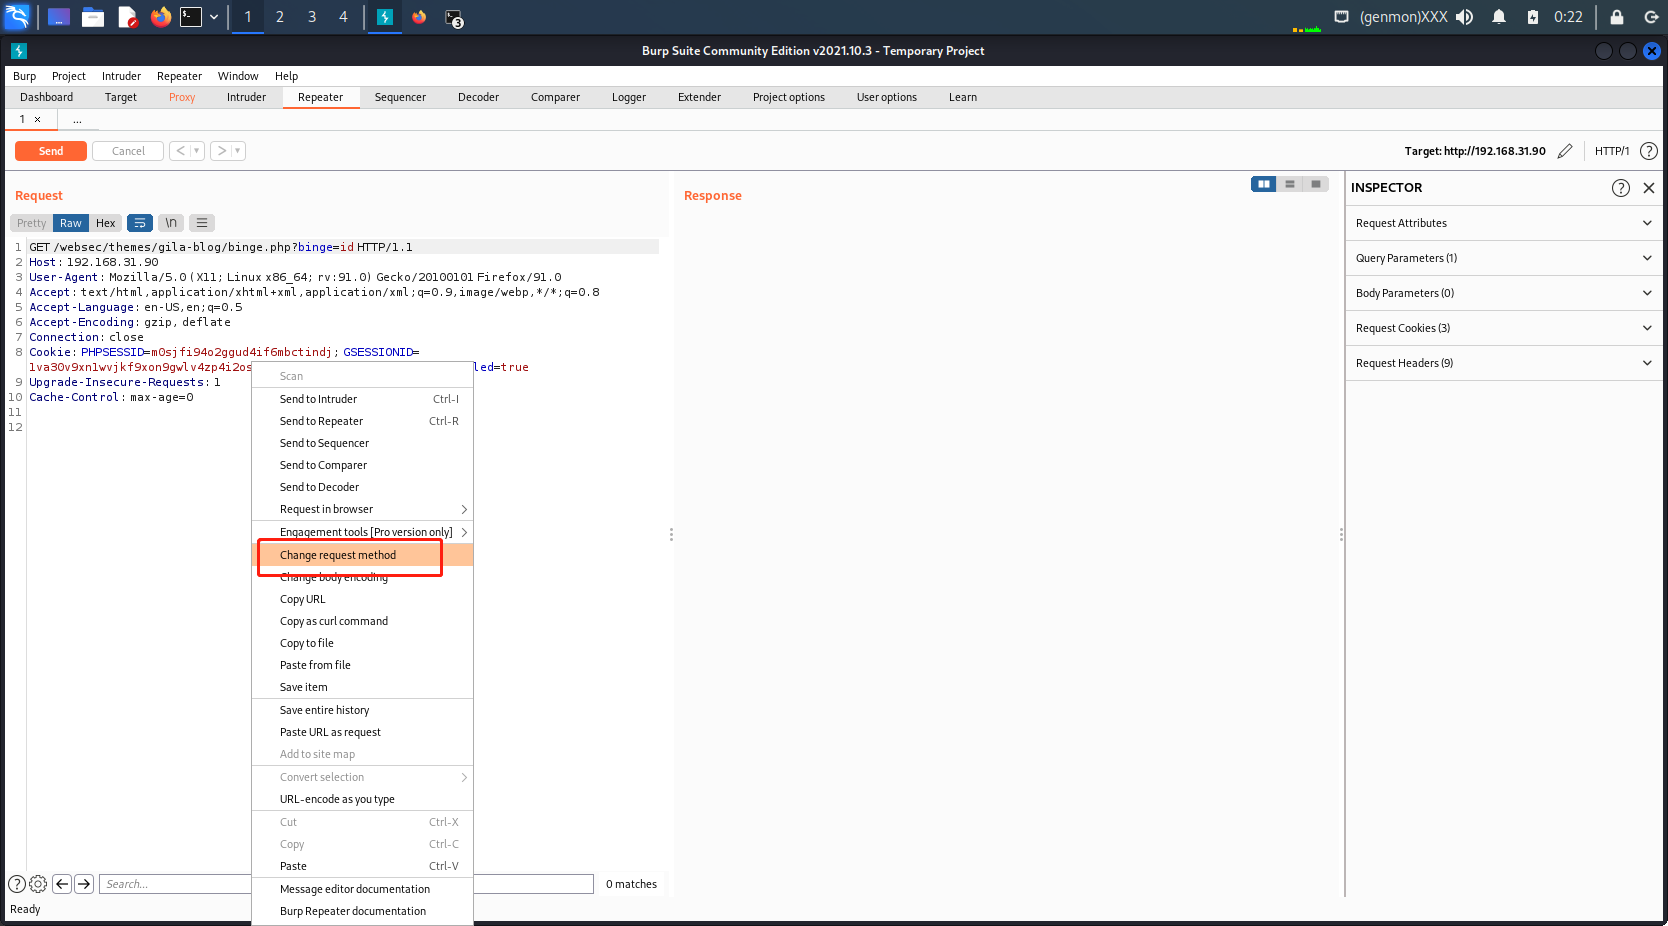 1 2 3 4 3 (genmon)XXX 0:22
Burp Suite Community Edition v2021.10.3 - Temporary Project
Burp Project Intruder Repeater Window Help
Dashboard Target Proxy Intruder Repeater Sequencer Decoder Comparer Logger Extender Project options User options Learn
1 × ...
Send Cancel < > Target: http://192.168.31.90 HTTP/1 ?
Request Response INSPECTOR ?
Pretty Raw Hex \n
1 GET /websec/themes/gila-blog/binge.php?binge=id HTTP/1.1
2 Host: 192.168.31.90
3 User-Agent: Mozilla/5.0 (X11; Linux x86_64; rv:91.0) Gecko/20100101 Firefox/91.0
4 Accept: text/html,application/xhtml+xml,application/xml;q=0.9,image/webp,*/*;q=0.8
5 Accept-Language: en-US,en;q=0.5
6 Accept-Encoding: gzip, deflate
7 Connection: close
8 Cookie: PHPSESSID=m0sjfi94o2ggud4if6mbctindj; GSESSIONID=
1va30v9xn1wvjkf9xon9gwlv4zp4i2os led=true
9 Upgrade-Insecure-Requests: 1
10 Cache-Control: max-age=0
11
12
Scan
Send to Intruder Ctrl-I
Send to Repeater Ctrl-R
Send to Sequencer
Send to Comparer
Send to Decoder
Request in browser
Engagement tools [Pro version only]
Change request method
Change body encoding
Copy URL
Copy as curl command
Copy to file
Paste from file
Save item
Save entire history
Paste URL as request
Add to site map
Convert selection
URL-encode as you type
Cut Ctrl-X
Copy Ctrl-C
Paste Ctrl-V
Message editor documentation
Burp Repeater documentation
Request Attributes
Query Parameters (1)
Body Parameters (0)
Request Cookies (3)
Request Headers (9)
? Search... 0 matches
Ready